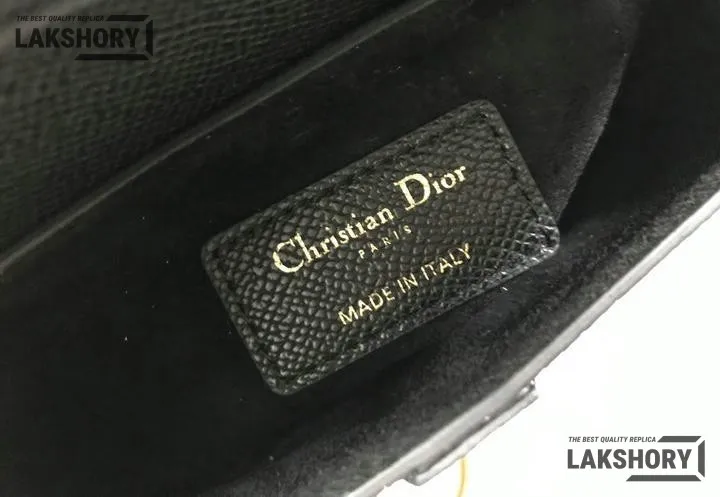 THE BEST QUALITY REPLICA
LAKSHORY
Christian Dior
PARIS
MADE IN ITALY
THE BEST QUALITY REPLICA
LAKSHORY